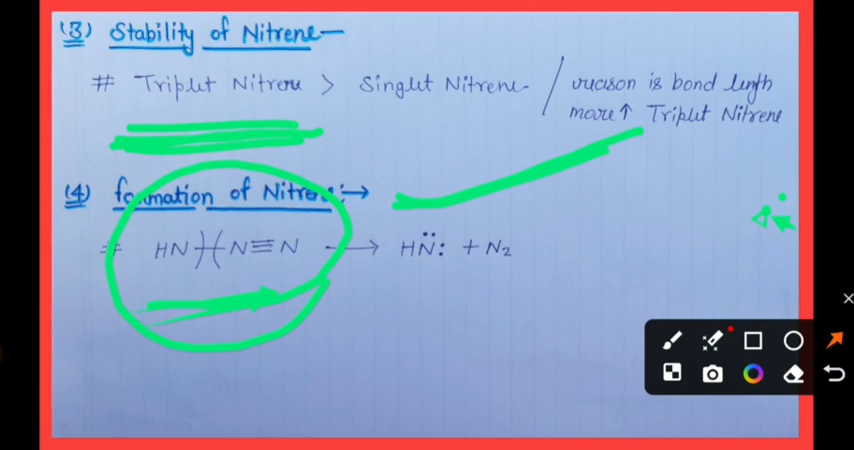 (3) Stability of Nitrene—
# Triplet Nitrene > Singlet Nitrene / reason is bond length
more↑ Triplet Nitrene
(4) formation of Nitrene:→
# HN⟩-⟨N≡N → HN̈: + N₂